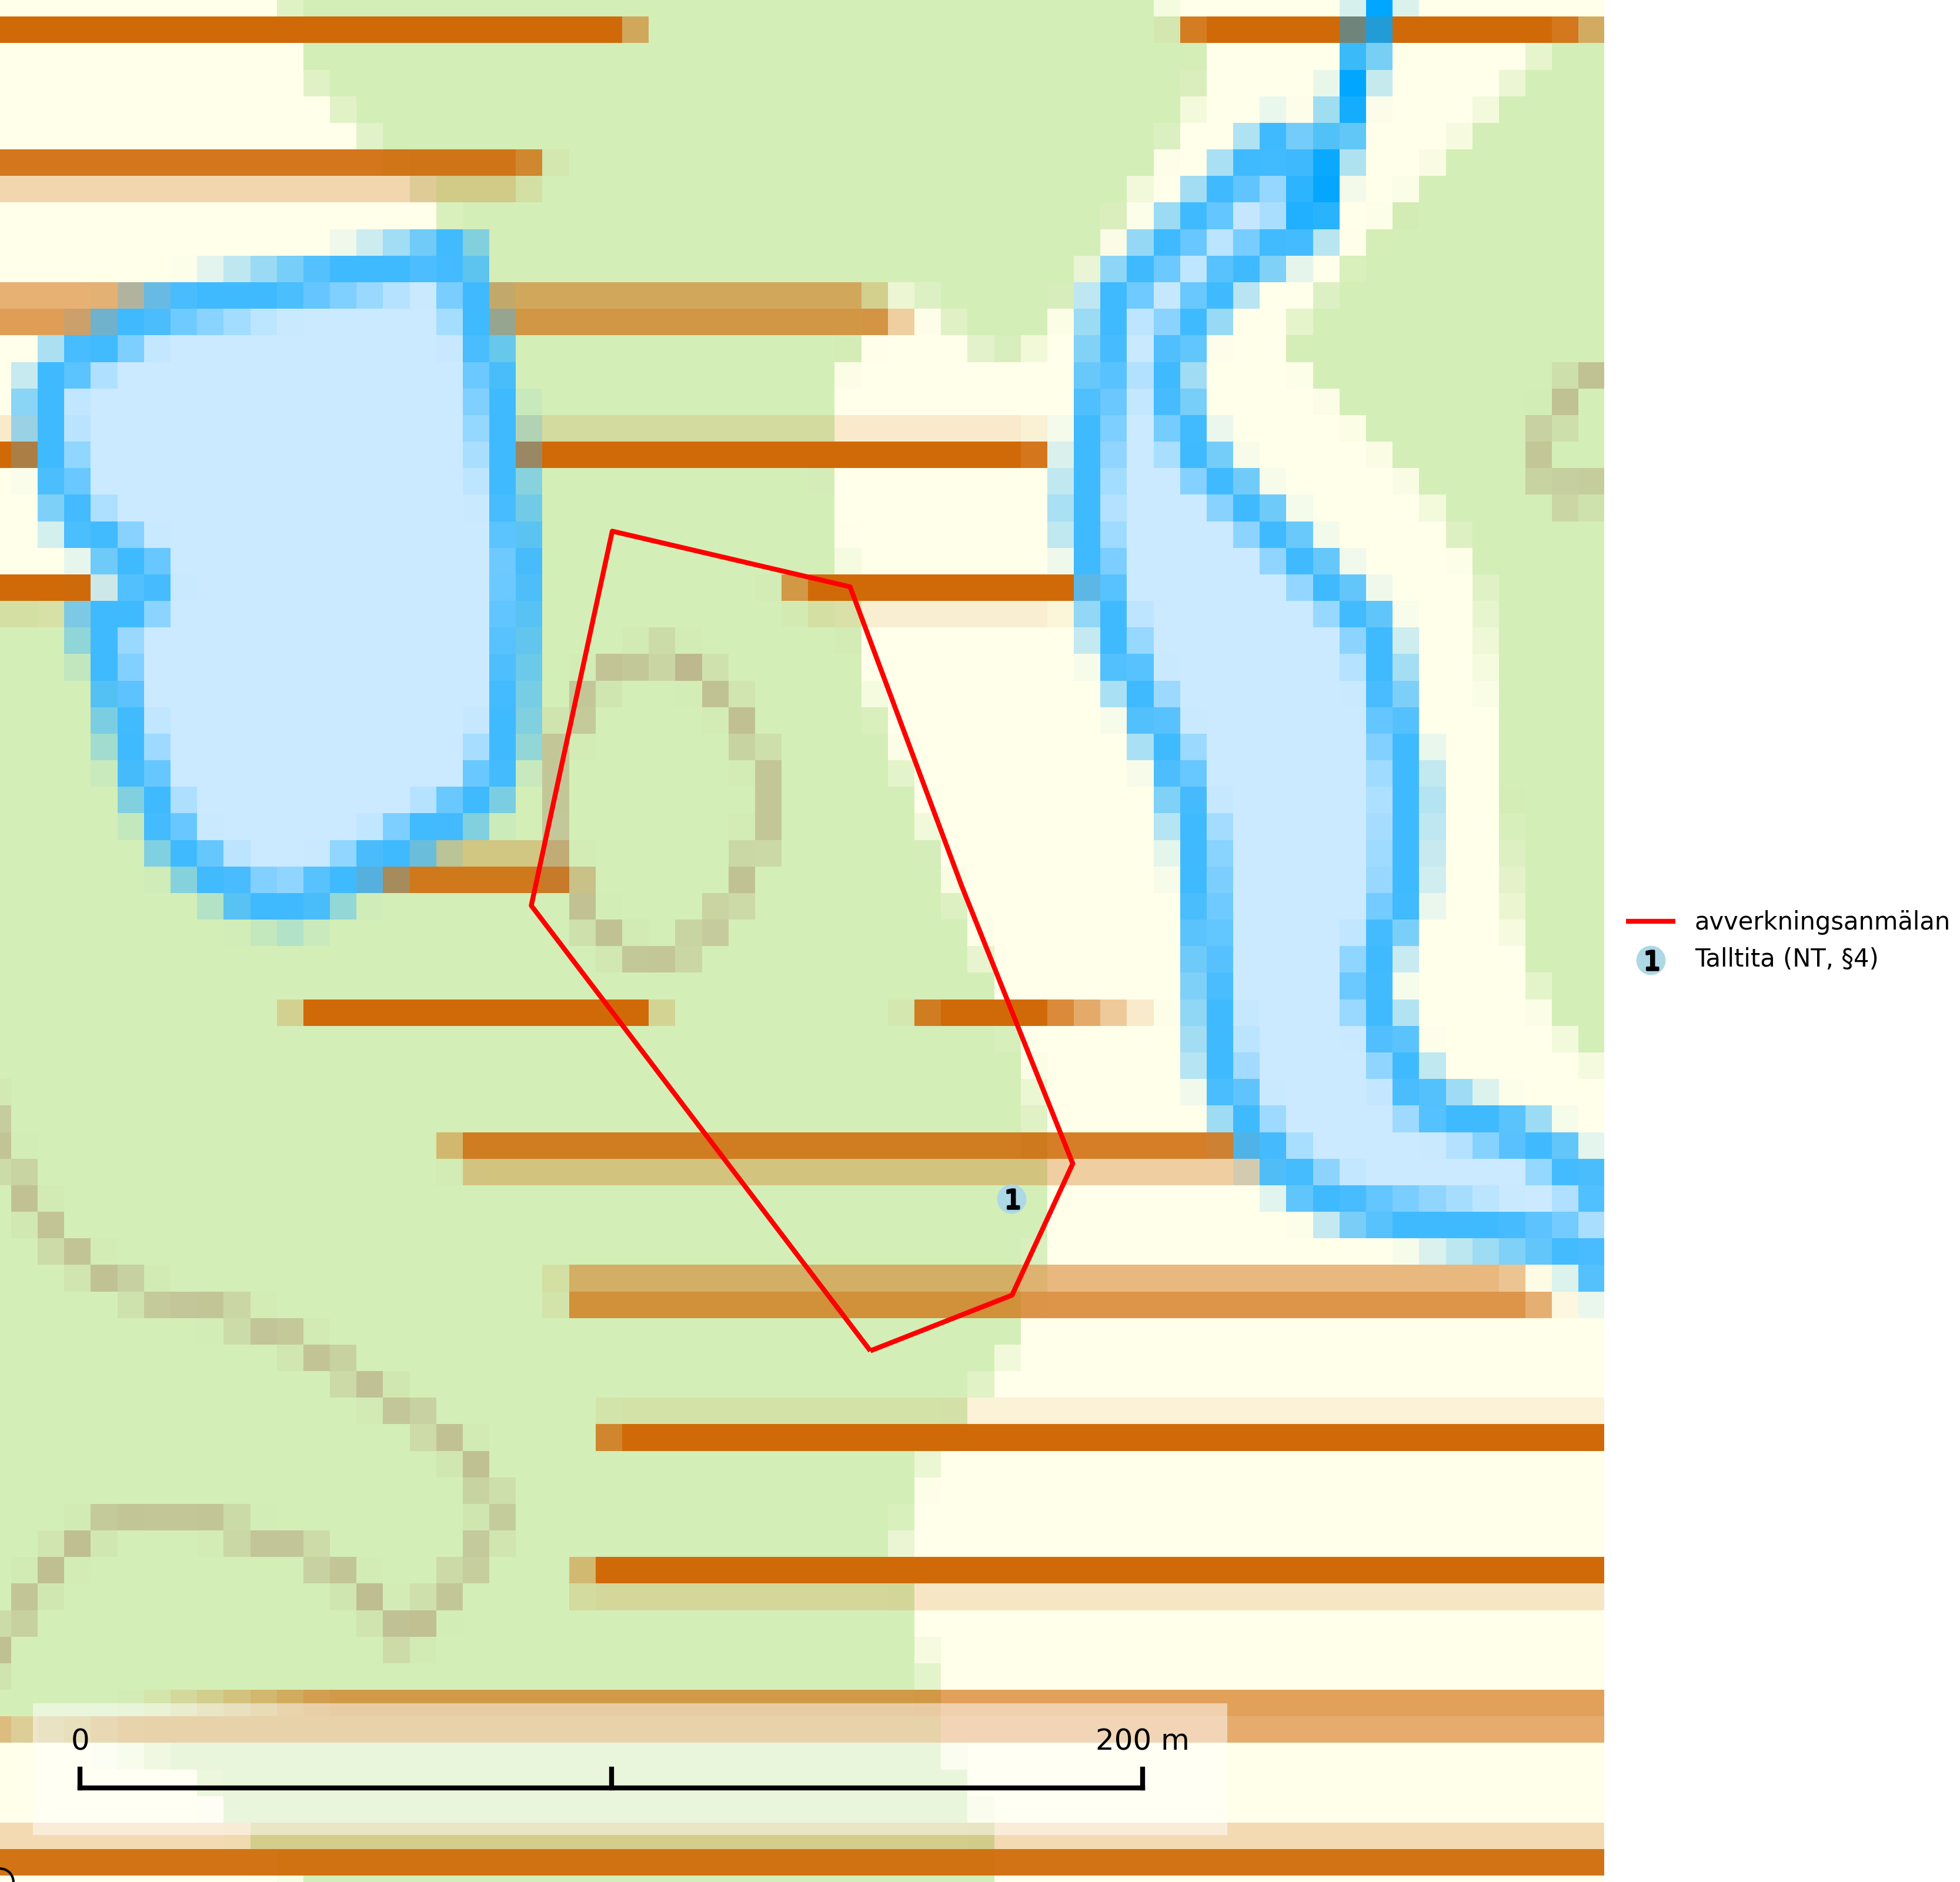 avverkningsanmälan
1 Talltita (NT, §4)
1
0 200 m